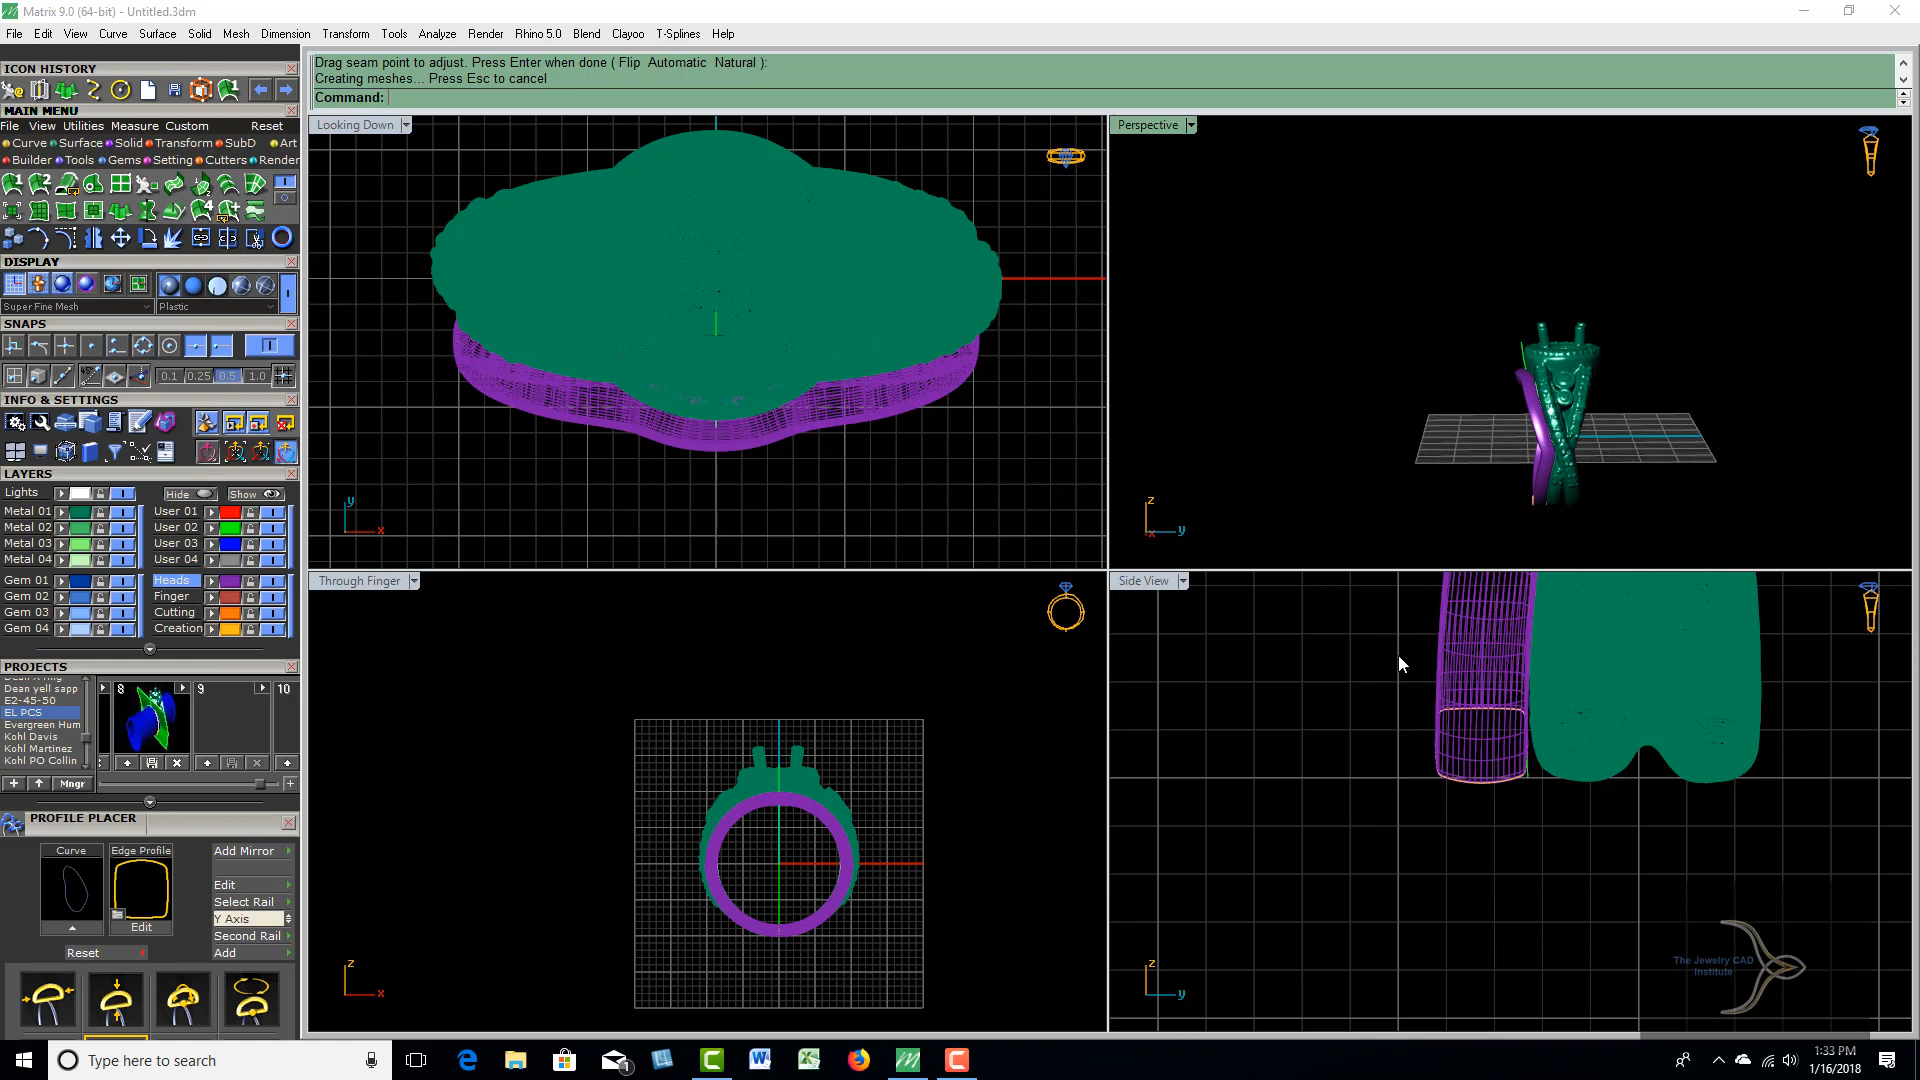 Matrix 9.0 (64-bit) - Untitled.3dm
File Edit View Curve Surface Solid Mesh Dimension Transform Tools Analyze Render Rhino 5.0 Blend Clayoo T-Splines Help
ICON HISTORY
Drag seam point to adjust. Press Enter when done ( Flip Automatic Natural ):
Creating meshes... Press Esc to cancel
Command:
MAIN MENU
File View Utilities Measure Custom Reset
Curve Surface Solid Transform SubD Art
Builder Tools Gems Setting Cutters Render
DISPLAY
Super Fine Mesh Plastic
SNAPS
0.1 0.25 0.5 1.0
INFO & SETTINGS
LAYERS
Lights Hide Show
Metal 01 User 01
Metal 02 User 02
Metal 03 User 03
Metal 04 User 04
Gem 01 Heads
Gem 02 Finger
Gem 03 Cutting
Gem 04 Creation
PROJECTS
Dean yell sapp
E2-45-50
EL PCS
Evergreen Hum
Kohl Davis
Kohl Martinez
Kohl PO Collin
Mngr
8 9 10
PROFILE PLACER
Curve Edge Profile Add Mirror
Edit
Select Rail
Y Axis
Edit Second Rail
Reset Add
Looking Down
y
x
Perspective
z
x y
Through Finger
z
x
Side View
z
y
The Jewelry CAD
Institute
Type here to search
1
1:33 PM
1/16/2018